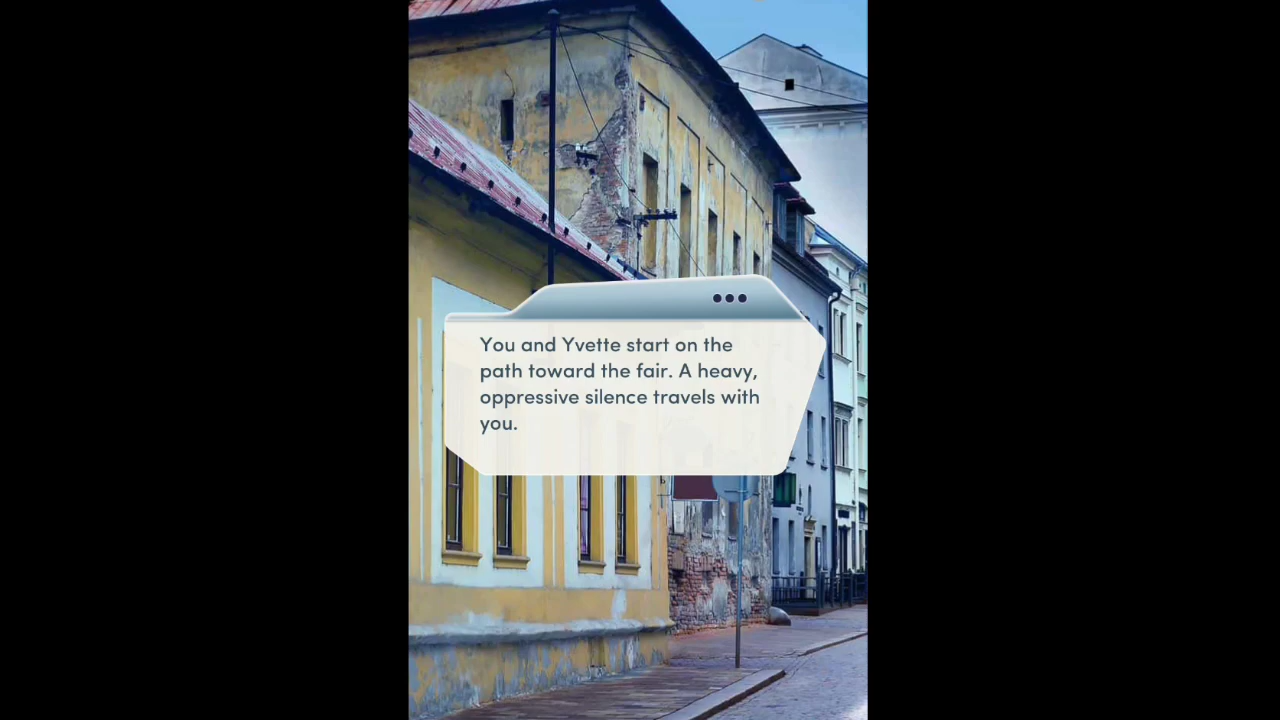 You and Yvette start on the
path toward the fair. A heavy,
oppressive silence travels with
you.